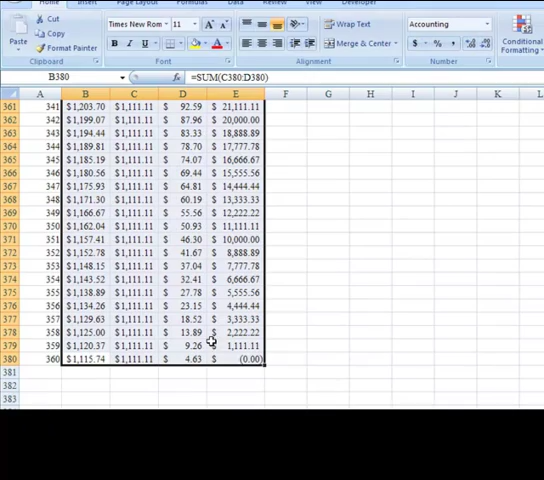 Home Insert Page Layout Formulas Data Review View Developer
Cut
Copy
Paste
Format Painter
Clipboard
Times New Rom 11 A A
B I U
Font
Wrap Text
Merge & Center
Alignment
Accounting
$ % ,
Number
Conditional
Formatting
B380 fx =SUM(C380:D380)
A B C D E F G H I J K L
361 341 $1,203.70 $1,111.11 $ 92.59 $ 21,111.11
362 342 $1,199.07 $1,111.11 $ 87.96 $ 20,000.00
363 343 $1,194.44 $1,111.11 $ 83.33 $ 18,888.89
364 344 $1,189.81 $1,111.11 $ 78.70 $ 17,777.78
365 345 $1,185.19 $1,111.11 $ 74.07 $ 16,666.67
366 346 $1,180.56 $1,111.11 $ 69.44 $ 15,555.56
367 347 $1,175.93 $1,111.11 $ 64.81 $ 14,444.44
368 348 $1,171.30 $1,111.11 $ 60.19 $ 13,333.33
369 349 $1,166.67 $1,111.11 $ 55.56 $ 12,222.22
370 350 $1,162.04 $1,111.11 $ 50.93 $ 11,111.11
371 351 $1,157.41 $1,111.11 $ 46.30 $ 10,000.00
372 352 $1,152.78 $1,111.11 $ 41.67 $ 8,888.89
373 353 $1,148.15 $1,111.11 $ 37.04 $ 7,777.78
374 354 $1,143.52 $1,111.11 $ 32.41 $ 6,666.67
375 355 $1,138.89 $1,111.11 $ 27.78 $ 5,555.56
376 356 $1,134.26 $1,111.11 $ 23.15 $ 4,444.44
377 357 $1,129.63 $1,111.11 $ 18.52 $ 3,333.33
378 358 $1,125.00 $1,111.11 $ 13.89 $ 2,222.22
379 359 $1,120.37 $1,111.11 $ 9.26 $ 1,111.11
380 360 $1,115.74 $1,111.11 $ 4.63 $ (0.00)
381
382
383